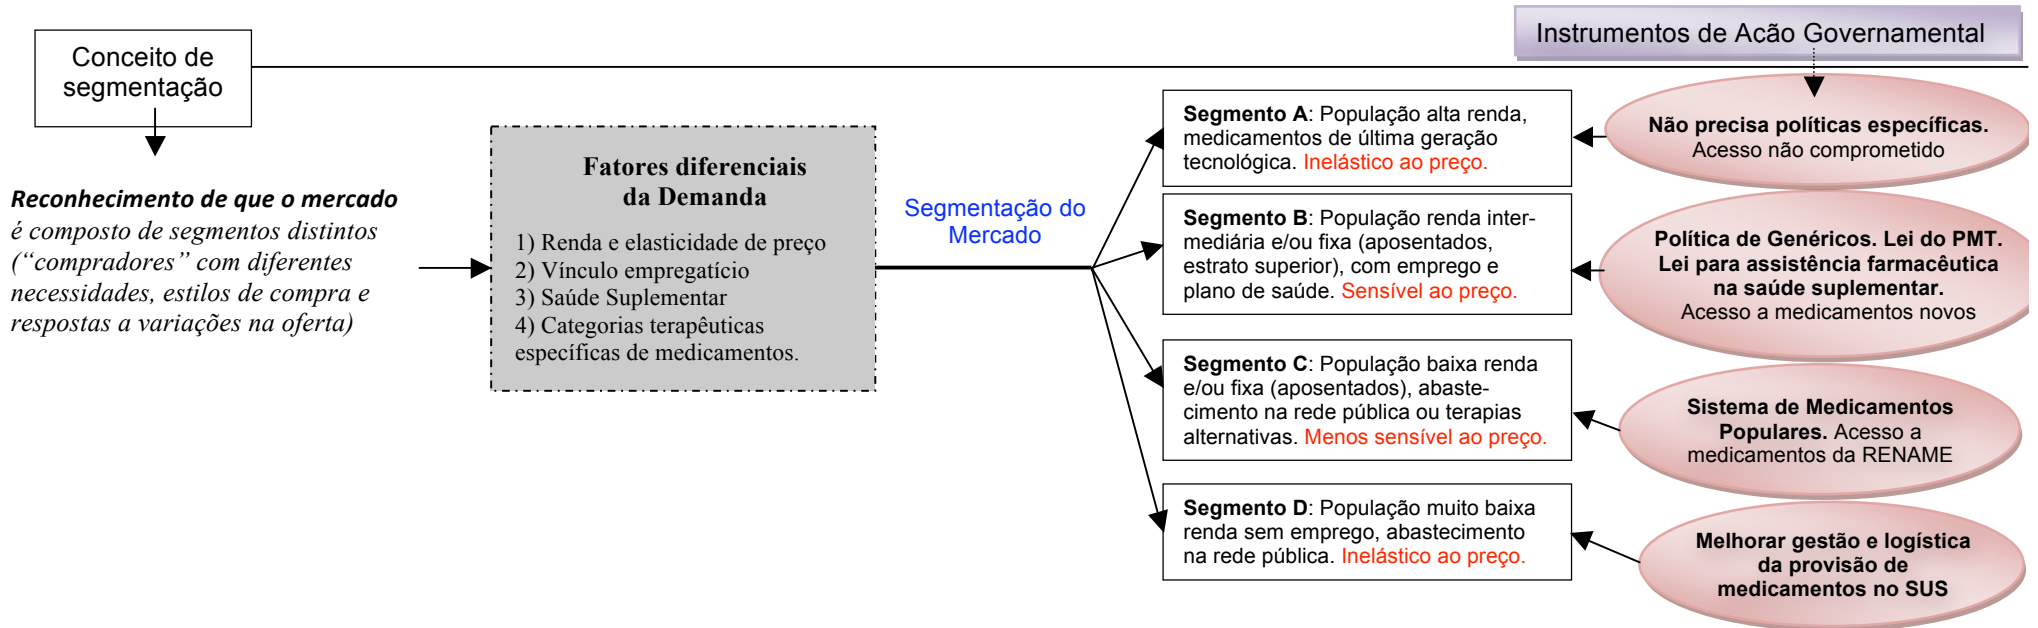 Instrumentos de Acão Governamental
Conceito de
segmentação
Reconhecimento de que o mercado
é composto de segmentos distintos
(“compradores” com diferentes
necessidades, estilos de compra e
respostas a variações na oferta)
Fatores diferenciais
da Demanda
1) Renda e elasticidade de preço
2) Vínculo empregatício
3) Saúde Suplementar
4) Categorias terapêuticas
específicas de medicamentos.
Segmentação do
Mercado
Segmento A: População alta renda,
medicamentos de última geração
tecnológica. Inelástico ao preço.
Segmento B: População renda inter-
mediária e/ou fixa (aposentados,
estrato superior), com emprego e
plano de saúde. Sensível ao preço.
Segmento C: População baixa renda
e/ou fixa (aposentados), abaste-
cimento na rede pública ou terapias
alternativas. Menos sensível ao preço.
Segmento D: População muito baixa
renda sem emprego, abastecimento
na rede pública. Inelástico ao preço.
Não precisa políticas específicas.
Acesso não comprometido
Política de Genéricos. Lei do PMT.
Lei para assistência farmacêutica
na saúde suplementar.
Acesso a medicamentos novos
Sistema de Medicamentos
Populares. Acesso a
medicamentos da RENAME
Melhorar gestão e logística
da provisão de
medicamentos no SUS